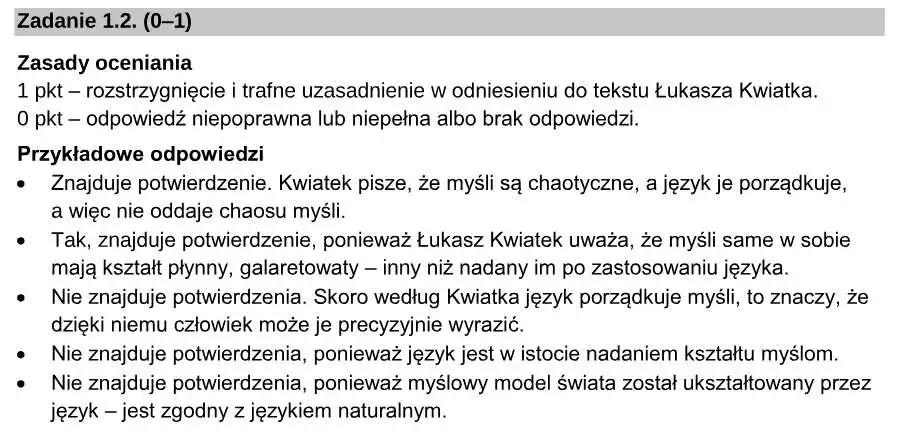 Zadanie 1.2. (0–1)
Zasady oceniania
1 pkt – rozstrzygnięcie i trafne uzasadnienie w odniesieniu do tekstu Łukasza Kwiatka.
0 pkt – odpowiedź niepoprawna lub niepełna albo brak odpowiedzi.
Przykładowe odpowiedzi
• Znajduje potwierdzenie. Kwiatek pisze, że myśli są chaotyczne, a język je porządkuje,
a więc nie oddaje chaosu myśli.
• Tak, znajduje potwierdzenie, ponieważ Łukasz Kwiatek uważa, że myśli same w sobie
mają kształt płynny, galaretowaty – inny niż nadany im po zastosowaniu języka.
• Nie znajduje potwierdzenia. Skoro według Kwiatka język porządkuje myśli, to znaczy, że
dzięki niemu człowiek może je precyzyjnie wyrazić.
• Nie znajduje potwierdzenia, ponieważ język jest w istocie nadaniem kształtu myślom.
• Nie znajduje potwierdzenia, ponieważ myślowy model świata został ukształtowany przez
język – jest zgodny z językiem naturalnym.